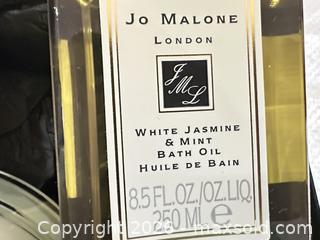 JO MALONE
LONDON
JML
WHITE JASMINE
& MINT
BATH OIL
HUILE DE BAIN
8.5 FL.OZ./OZ.LIQ.
250 ML ℮
Copyright 2026 - maxsold.com